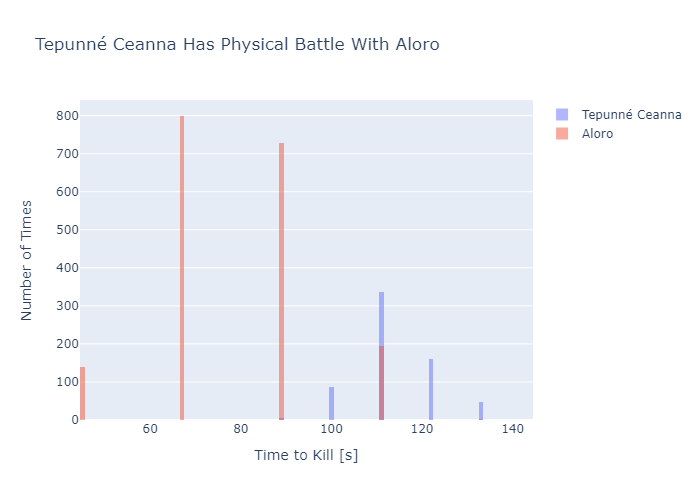 Tepunné Ceanna Has Physical Battle With Aloro
Tepunné Ceanna
Aloro
800
700
600
500
400
300
200
100
0
Number of Times
60
80
100
120
140
Time to Kill [s]